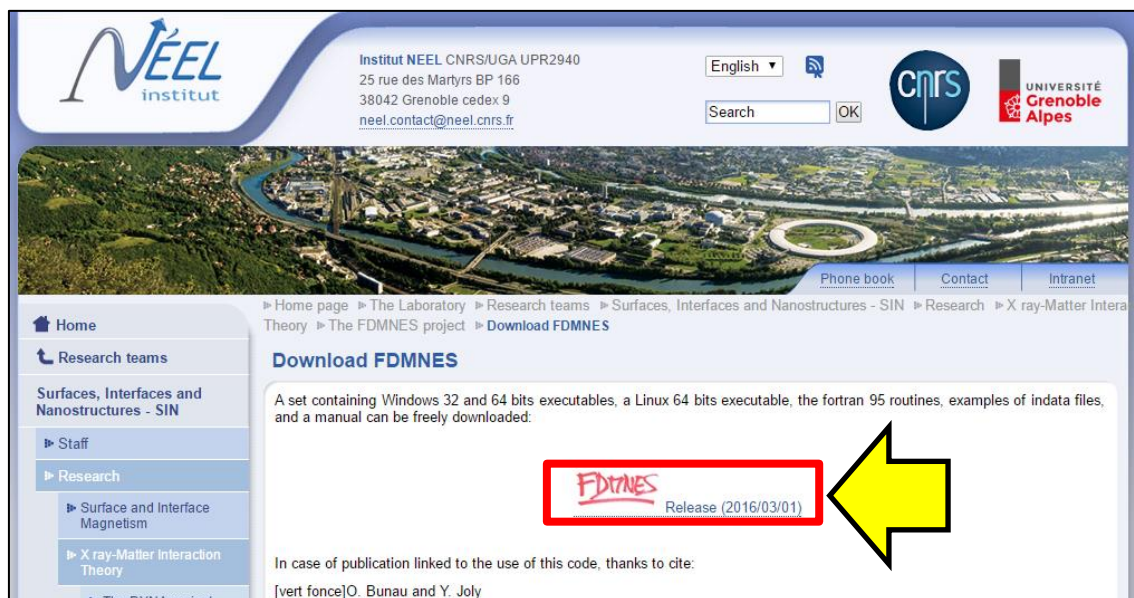 NÉEL
institut
Institut NEEL CNRS/UGA UPR2940
25 rue des Martyrs BP 166
38042 Grenoble cedex 9
neel.contact@neel.cnrs.fr
English
Search
OK
cnrs
UNIVERSITÉ
Grenoble
Alpes
Phone book
Contact
Intranet
Home
Research teams
Surfaces, Interfaces and
Nanostructures - SIN
Staff
Research
Surface and Interface
Magnetism
X ray-Matter Interaction
Theory
Home page The Laboratory Research teams Surfaces, Interfaces and Nanostructures - SIN Research X ray-Matter Intera
Theory The FDMNES project Download FDMNES
Download FDMNES
A set containing Windows 32 and 64 bits executables, a Linux 64 bits executable, the fortran 95 routines, examples of indata files,
and a manual can be freely downloaded:
FDMNES
Release (2016/03/01)
In case of publication linked to the use of this code, thanks to cite:
[vert fonce]O. Bunau and Y. Joly